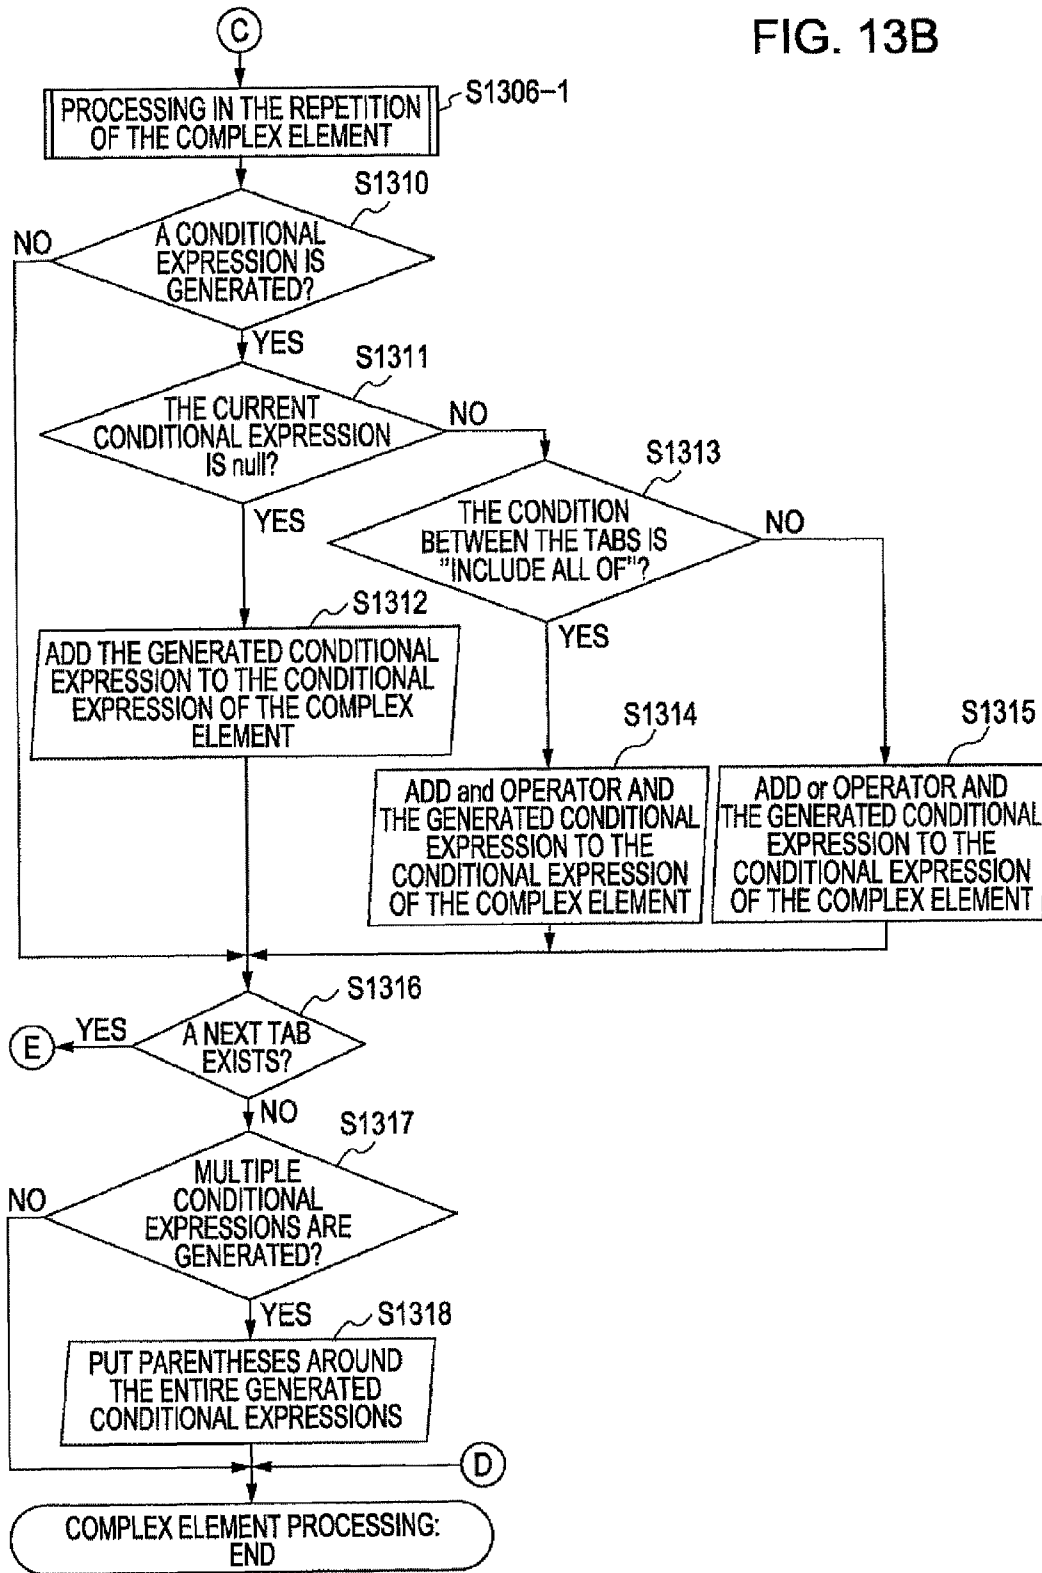 C
FIG. 13B
PROCESSING IN THE REPETITION
OF THE COMPLEX ELEMENT
S1306-1
S1310
NO
A CONDITIONAL
EXPRESSION IS
GENERATED?
YES
S1311
THE CURRENT
CONDITIONAL EXPRESSION
IS null?
NO
YES
S1313
THE CONDITION
BETWEEN THE TABS IS
"INCLUDE ALL OF"?
NO
YES
S1312
ADD THE GENERATED CONDITIONAL
EXPRESSION TO THE CONDITIONAL
EXPRESSION OF THE COMPLEX
ELEMENT
S1314
ADD and OPERATOR AND
THE GENERATED CONDITIONAL
EXPRESSION TO THE
CONDITIONAL EXPRESSION
OF THE COMPLEX ELEMENT
S1315
ADD or OPERATOR AND
THE GENERATED CONDITIONAL
EXPRESSION TO THE
CONDITIONAL EXPRESSION
OF THE COMPLEX ELEMENT
S1316
A NEXT TAB
EXISTS?
YES
E
NO
S1317
MULTIPLE
CONDITIONAL
EXPRESSIONS ARE
GENERATED?
NO
YES
S1318
PUT PARENTHESES AROUND
THE ENTIRE GENERATED
CONDITIONAL EXPRESSIONS
D
COMPLEX ELEMENT PROCESSING:
END